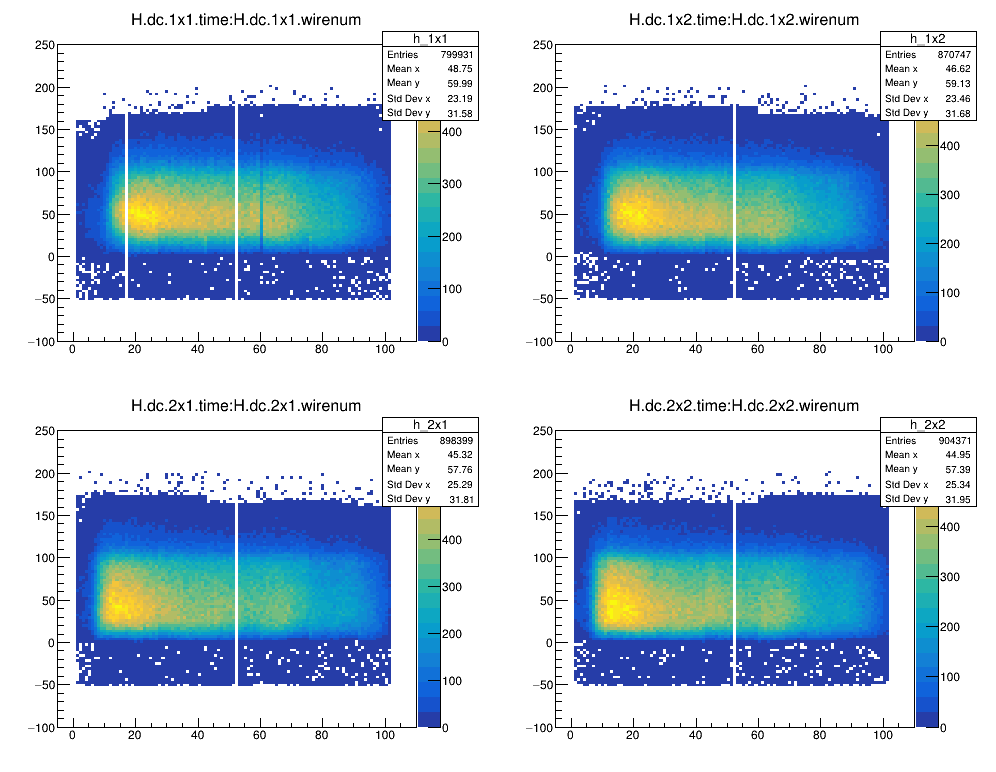 H.dc.1x1.time:H.dc.1x1.wirenum
h_1x1
Entries 799931
Mean x 48.75
Mean y 59.99
Std Dev x 23.19
Std Dev y 31.58
250
200
150
100
50
0
−50
−100
0 20 40 60 80 100
400
300
200
100
0
H.dc.1x2.time:H.dc.1x2.wirenum
h_1x2
Entries 870747
Mean x 46.62
Mean y 59.13
Std Dev x 23.46
Std Dev y 31.68
250
200
150
100
50
0
−50
−100
0 20 40 60 80 100
400
300
200
100
0
H.dc.2x1.time:H.dc.2x1.wirenum
h_2x1
Entries 898399
Mean x 45.32
Mean y 57.76
Std Dev x 25.29
Std Dev y 31.81
250
200
150
100
50
0
−50
−100
0 20 40 60 80 100
400
300
200
100
0
H.dc.2x2.time:H.dc.2x2.wirenum
h_2x2
Entries 904371
Mean x 44.95
Mean y 57.39
Std Dev x 25.34
Std Dev y 31.95
250
200
150
100
50
0
−50
−100
0 20 40 60 80 100
400
300
200
100
0